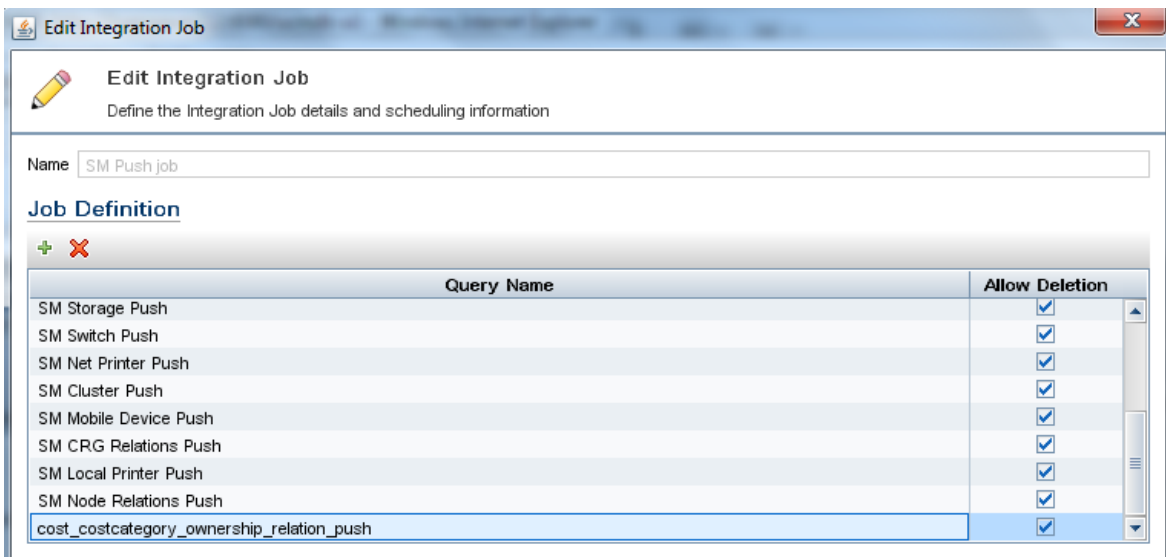 Edit Integration Job
Edit Integration Job
Define the Integration Job details and scheduling information
Name SM Push job
Job Definition
Query Name Allow Deletion
SM Storage Push
SM Switch Push
SM Net Printer Push
SM Cluster Push
SM Mobile Device Push
SM CRG Relations Push
SM Local Printer Push
SM Node Relations Push
cost_costcategory_ownership_relation_push